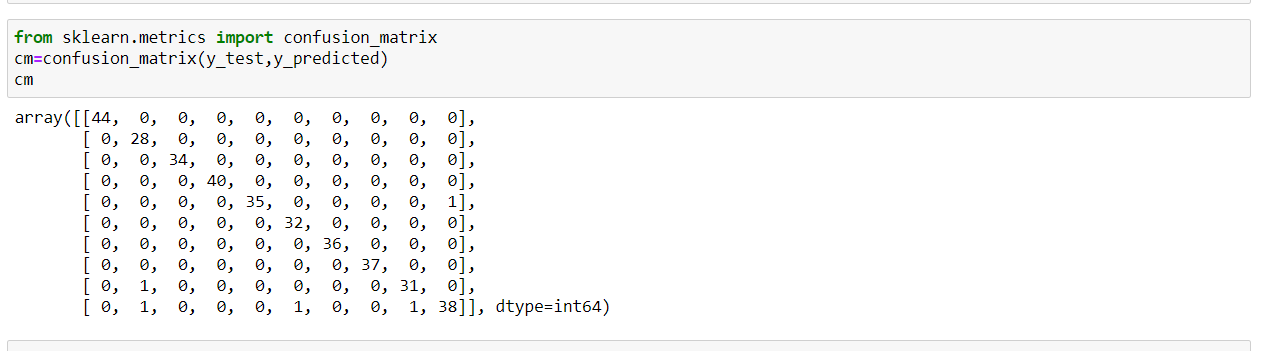 from sklearn.metrics import confusion_matrix
cm=confusion_matrix(y_test,y_predicted)
cm
array([[44,  0,  0,  0,  0,  0,  0,  0,  0,  0],
       [ 0, 28,  0,  0,  0,  0,  0,  0,  0,  0],
       [ 0,  0, 34,  0,  0,  0,  0,  0,  0,  0],
       [ 0,  0,  0, 40,  0,  0,  0,  0,  0,  0],
       [ 0,  0,  0,  0, 35,  0,  0,  0,  0,  1],
       [ 0,  0,  0,  0,  0, 32,  0,  0,  0,  0],
       [ 0,  0,  0,  0,  0,  0, 36,  0,  0,  0],
       [ 0,  0,  0,  0,  0,  0,  0, 37,  0,  0],
       [ 0,  1,  0,  0,  0,  0,  0,  0, 31,  0],
       [ 0,  1,  0,  0,  0,  1,  0,  0,  1, 38]], dtype=int64)